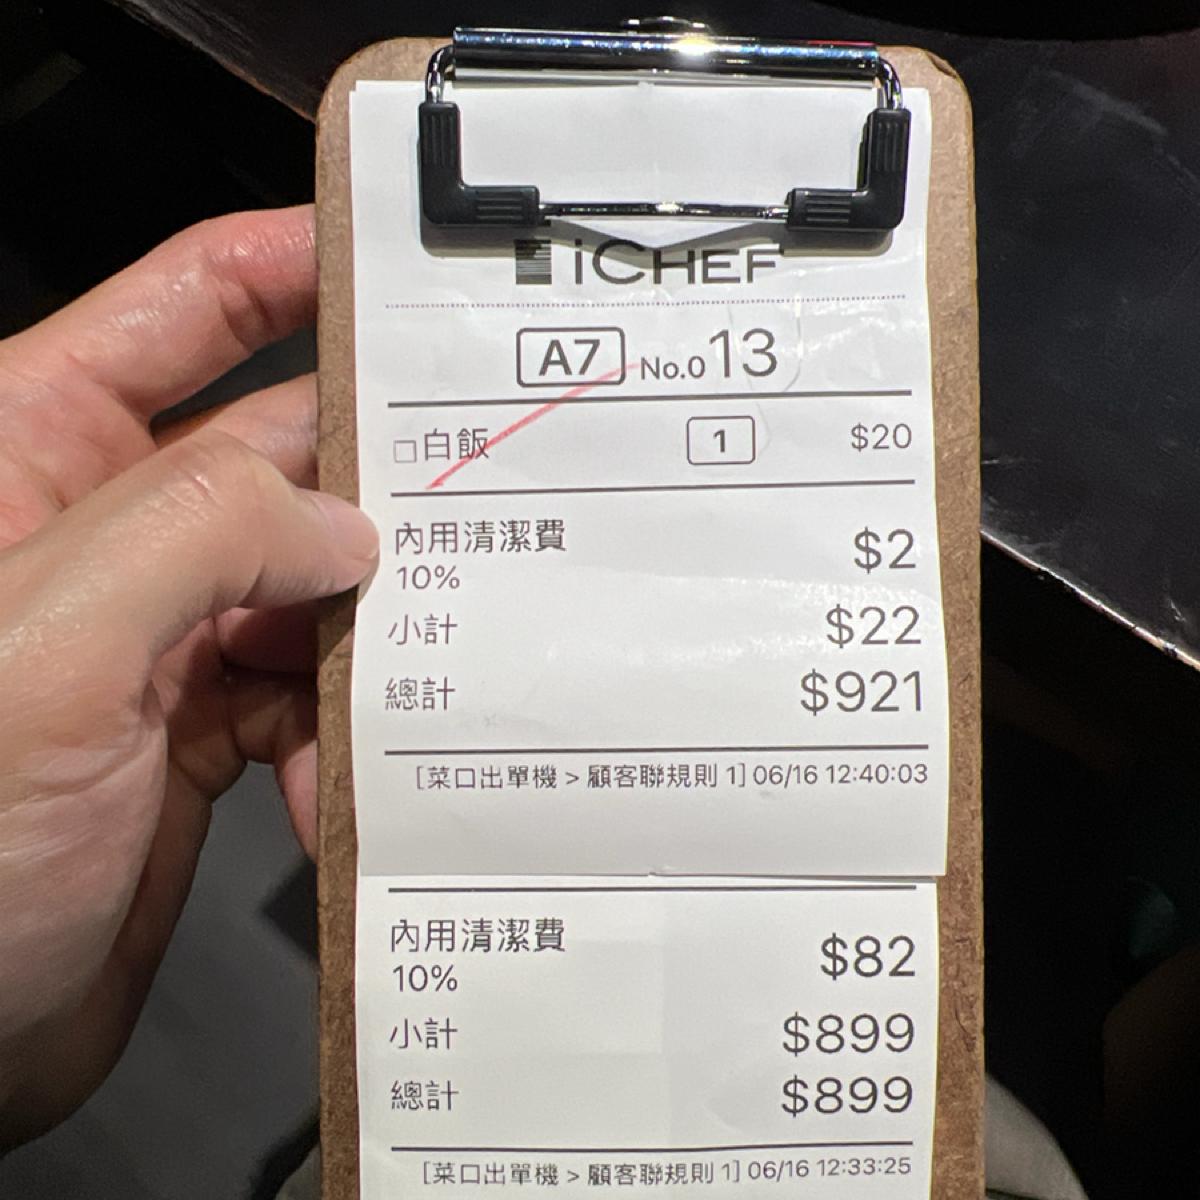 iCHEF
A7 No.013
□白飯 1 $20
內用清潔費 $2
10%
小計 $22
總計 $921
[菜口出單機 > 顧客聯規則 1] 06/16 12:40:03
內用清潔費 $82
10%
小計 $899
總計 $899
[菜口出單機 > 顧客聯規則 1] 06/16 12:33:25